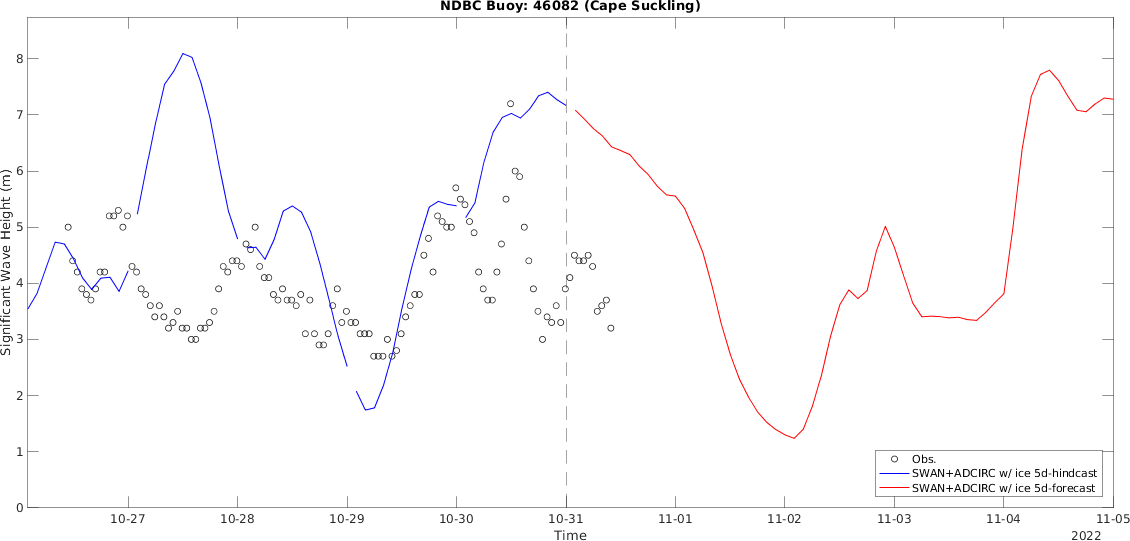 NDBC Buoy: 46082 (Cape Suckling)
Significant Wave Height (m)
8
7
6
5
4
3
2
1
0
Obs.
SWAN+ADCIRC w/ ice 5d-hindcast
SWAN+ADCIRC w/ ice 5d-forecast
10-27 10-28 10-29 10-30 10-31 11-01 11-02 11-03 11-04 11-05
Time
2022